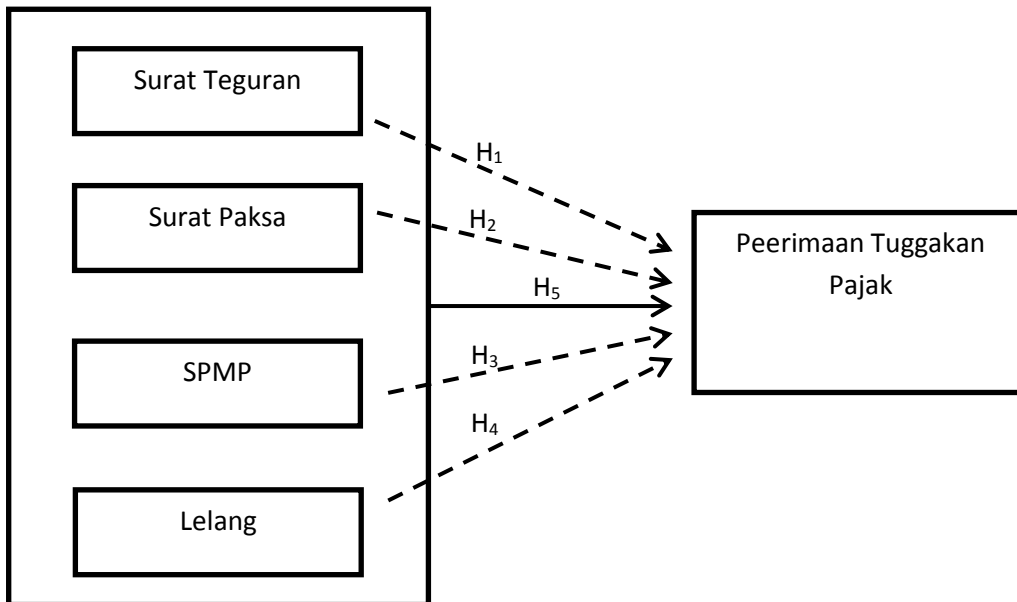 Surat Teguran
H₁
Surat Paksa
H₂
Peerimaan Tuggakan
Pajak
H₅
SPMP
H₃
H₄
Lelang